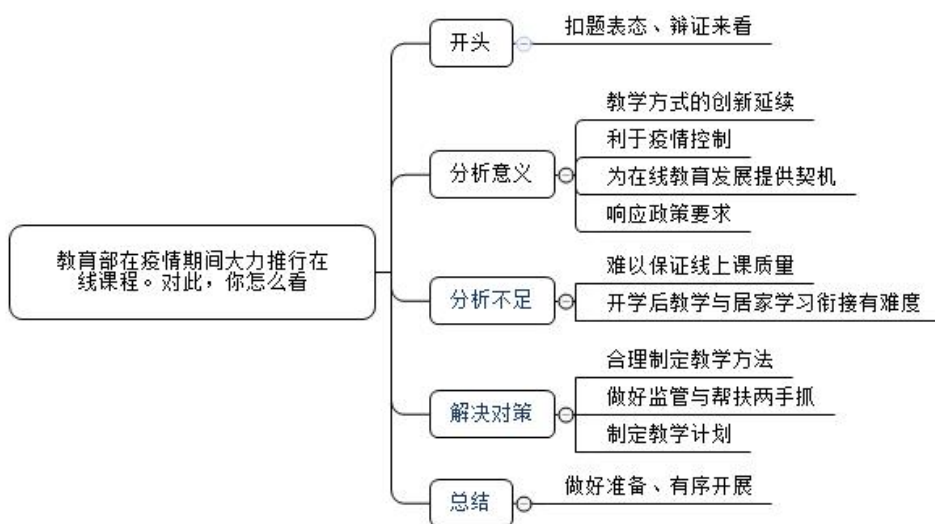 开头
扣题表态、辩证来看
教学方式的创新延续
利于疫情控制
分析意义
为在线教育发展提供契机
响应政策要求
教育部在疫情期间大力推行在
线课程。对此，你怎么看
难以保证线上课质量
分析不足
开学后教学与居家学习衔接有难度
合理制定教学方法
解决对策
做好监管与帮扶两手抓
制定教学计划
总结
做好准备、有序开展